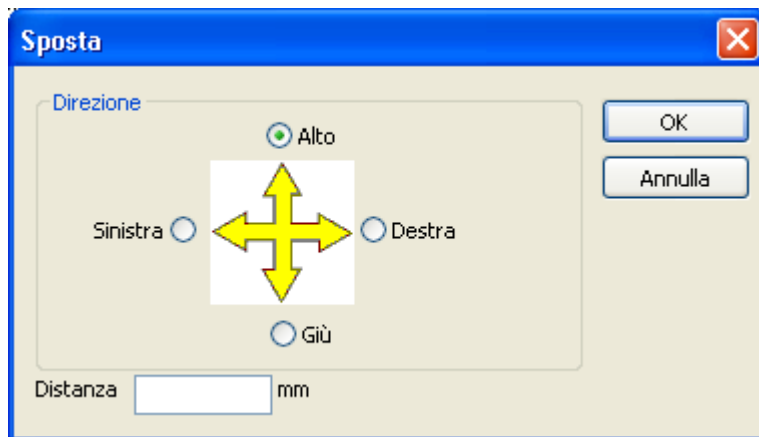 Sposta
Direzione
Alto
Sinistra
Destra
Giù
Distanza mm
OK
Annulla